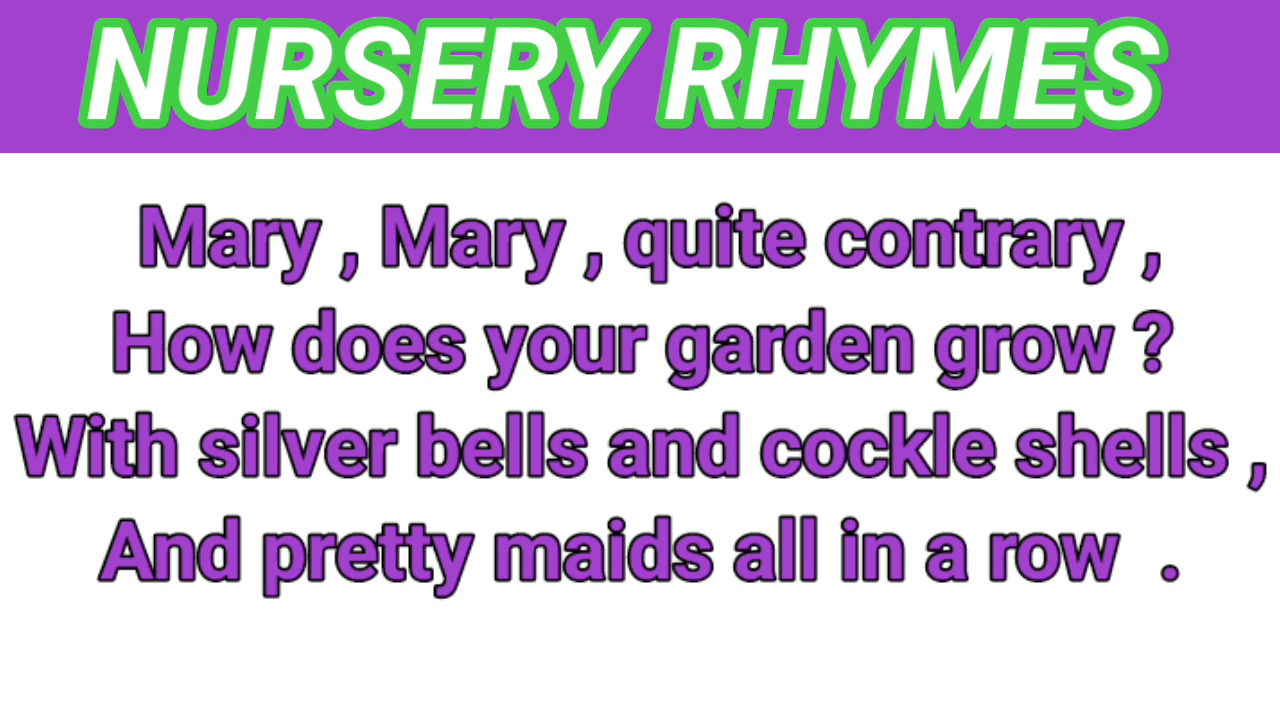 NURSERY RHYMES
Mary , Mary , quite contrary ,
How does your garden grow ?
With silver bells and cockle shells ,
And pretty maids all in a row .